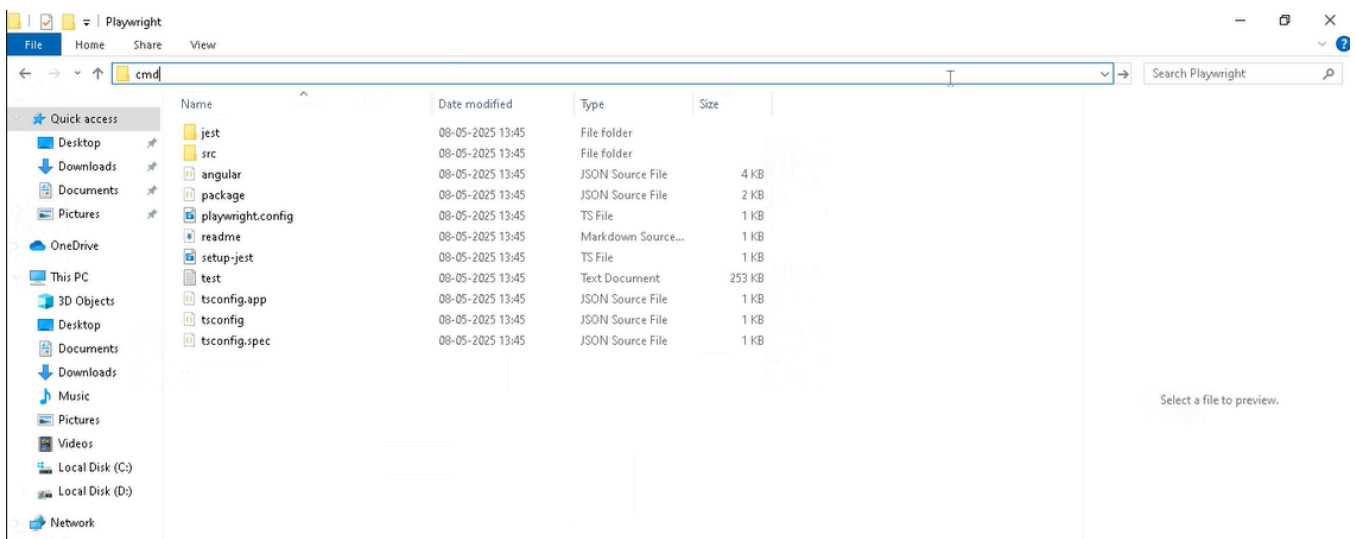 Playwright
File Home Share View
cmd
Search Playwright
Name Date modified Type Size
Quick access
Desktop
Downloads
Documents
Pictures
OneDrive
This PC
3D Objects
Desktop
Documents
Downloads
Music
Pictures
Videos
Local Disk (C:)
Local Disk (D:)
Network
jest 08-05-2025 13:45 File folder
src 08-05-2025 13:45 File folder
angular 08-05-2025 13:45 JSON Source File 4 KB
package 08-05-2025 13:45 JSON Source File 2 KB
playwright.config 08-05-2025 13:45 TS File 1 KB
readme 08-05-2025 13:45 Markdown Source... 1 KB
setup-jest 08-05-2025 13:45 TS File 1 KB
test 08-05-2025 13:45 Text Document 253 KB
tsconfig.app 08-05-2025 13:45 JSON Source File 1 KB
tsconfig 08-05-2025 13:45 JSON Source File 1 KB
tsconfig.spec 08-05-2025 13:45 JSON Source File 1 KB
Select a file to preview.